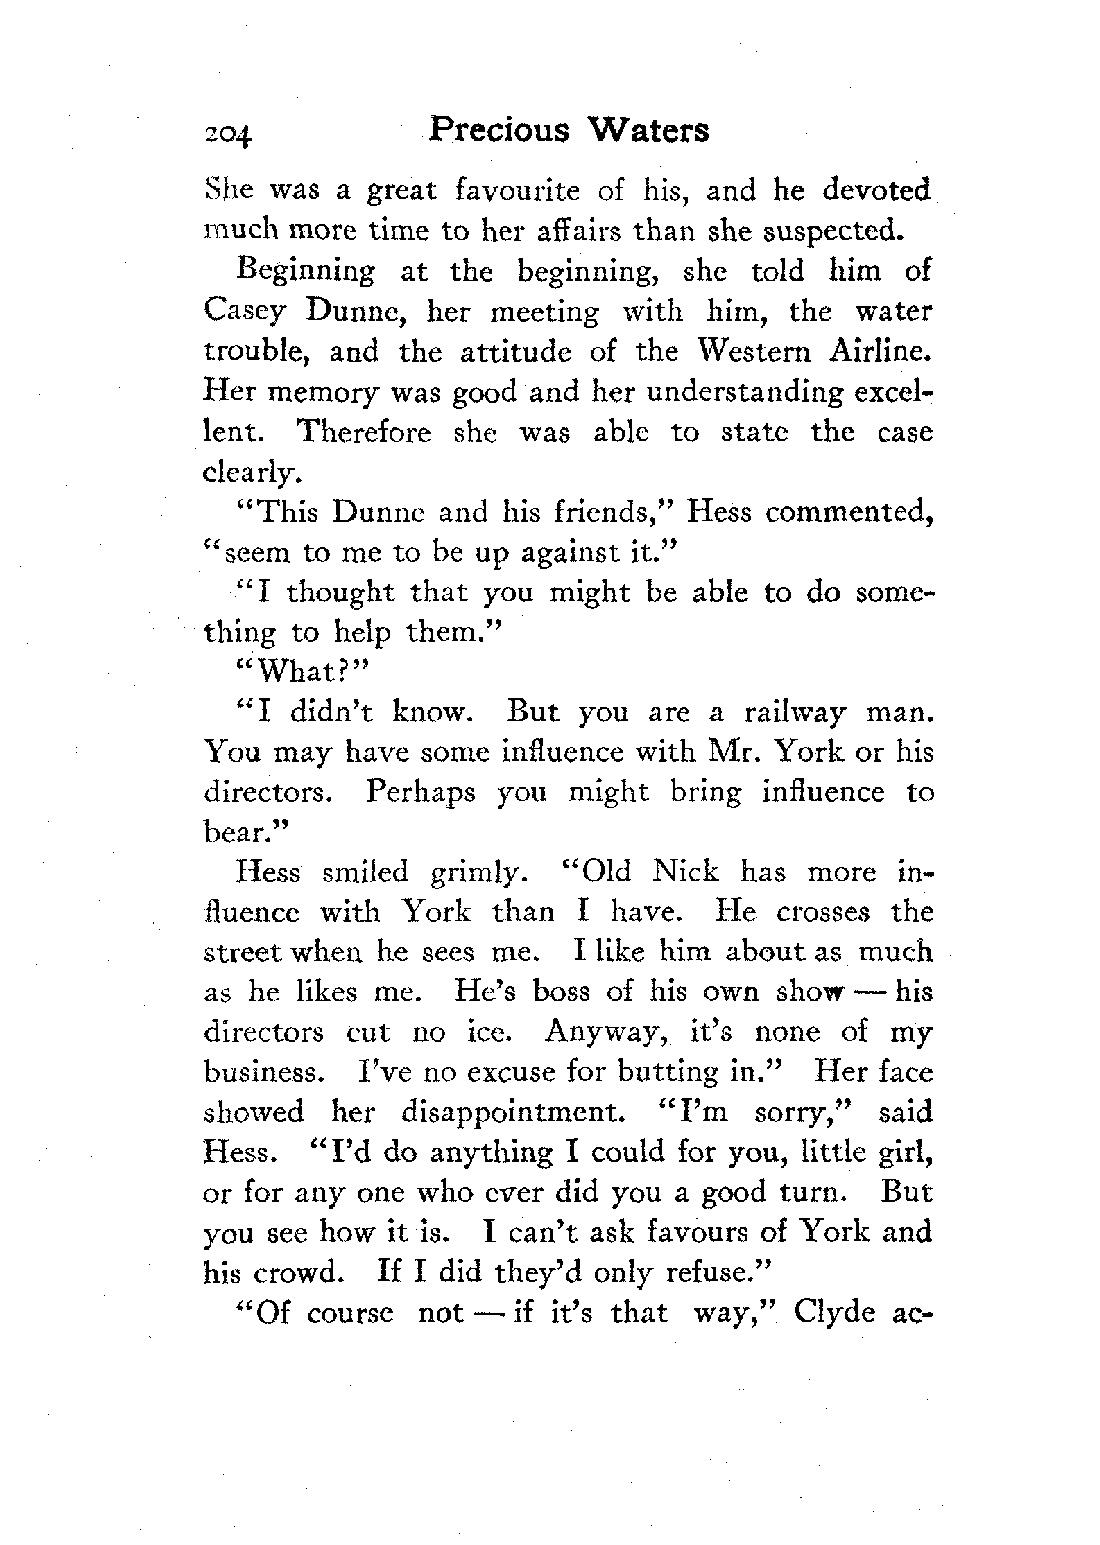 204 Precious Waters
She was a great favourite of his, and he devoted
much more time to her affairs than she suspected.
Beginning at the beginning, she told him of
Casey Dunne, her meeting with him, the water
trouble, and the attitude of the Western Airline.
Her memory was good and her understanding excel-
lent. Therefore she was able to state the case
clearly.
“This Dunne and his friends,” Hess commented,
“seem to me to be up against it.”
“I thought that you might be able to do some-
thing to help them.”
“What?”
“I didn’t know. But you are a railway man.
You may have some influence with Mr. York or his
directors. Perhaps you might bring influence to
bear.”
Hess smiled grimly. “Old Nick has more in-
fluence with York than I have. He crosses the
street when he sees me. I like him about as much
as he likes me. He’s boss of his own show — his
directors cut no ice. Anyway, it’s none of my
business. I’ve no excuse for butting in.” Her face
showed her disappointment. “I’m sorry,” said
Hess. “I’d do anything I could for you, little girl,
or for any one who ever did you a good turn. But
you see how it is. I can’t ask favours of York and
his crowd. If I did they’d only refuse.”
“Of course not — if it’s that way,” Clyde ac-